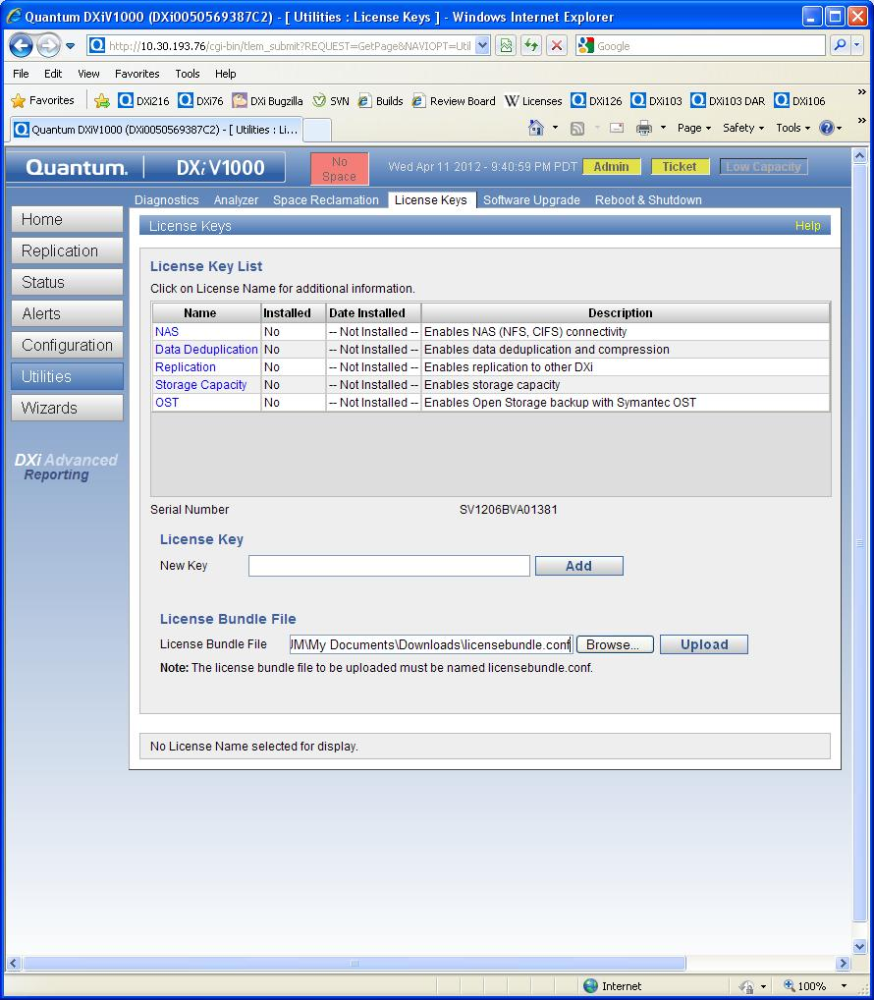 Quantum DXiV1000 (DXi0050569387C2) - [ Utilities : License Keys ] - Windows Internet Explorer
http://10.30.193.76/cgi-bin/tlem_submit?REQUEST=GetPage&NAVIOPT=Util
Google
File Edit View Favorites Tools Help
Favorites DXi216 DXi76 DXi Bugzilla SVN Builds Review Board Licenses DXi126 DXi103 DXi103 DAR DXi106
Quantum DXiV1000 (DXi0050569387C2) - [ Utilities : Li... Page Safety Tools
Quantum. DXi V1000 No Space Wed Apr 11 2012 - 9:40:59 PM PDT Admin Ticket Low Capacity
Diagnostics Analyzer Space Reclamation License Keys Software Upgrade Reboot & Shutdown
Home
Replication
Status
Alerts
Configuration
Utilities
Wizards
DXi Advanced
Reporting
License Keys Help
License Key List
Click on License Name for additional information.
Name Installed Date Installed Description
NAS No -- Not Installed -- Enables NAS (NFS, CIFS) connectivity
Data Deduplication No -- Not Installed -- Enables data deduplication and compression
Replication No -- Not Installed -- Enables replication to other DXi
Storage Capacity No -- Not Installed -- Enables storage capacity
OST No -- Not Installed -- Enables Open Storage backup with Symantec OST
Serial Number SV1206BVA01381
License Key
New Key Add
License Bundle File
License Bundle File JM\My Documents\Downloads\licensebundle.conf Browse... Upload
Note: The license bundle file to be uploaded must be named licensebundle.conf.
No License Name selected for display.
Internet 100%